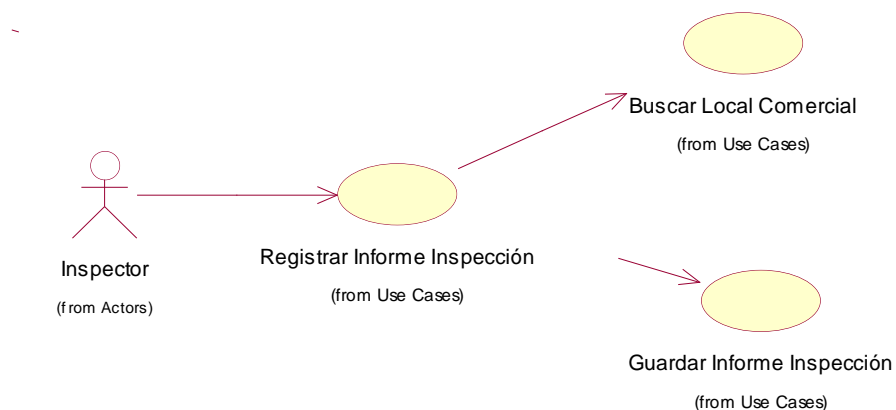 Buscar Local Comercial
(from Use Cases)
Inspector
(from Actors)
Registrar Informe Inspección
(from Use Cases)
Guardar Informe Inspección
(from Use Cases)